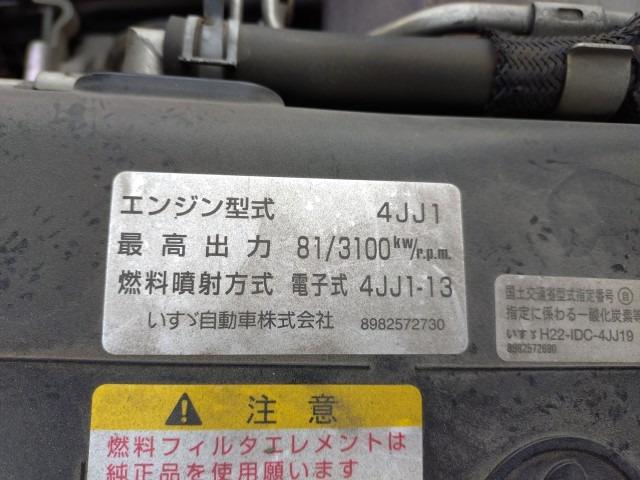 エンジン型式 4JJ1
最高出力 81/3100 kw/r.p.m.
燃料噴射方式 電子式 4JJ1-13
いすゞ自動車株式会社 8982572730
国土交通省型式指定番号
指定に係わる一酸化炭素等
いすゞ H22-IDC-4JJ19
8982572690
注意
燃料フィルタエレメントは
純正品を使用願います